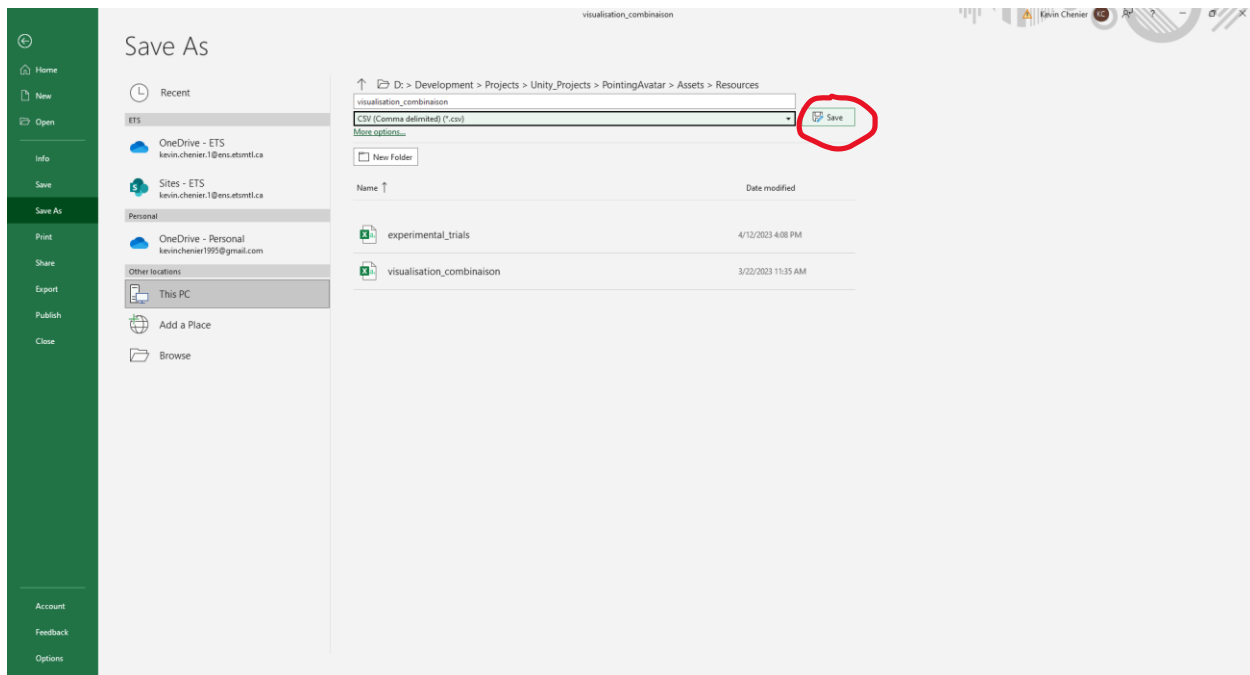 visualisation_combinaison
Kevin Chenier KC ?
Home
New
Open
Info
Save
Save As
Print
Share
Export
Publish
Close
Account
Feedback
Options
Save As
Recent
ETS
OneDrive - ETS
kevin.chenier.1@ens.etsmtl.ca
Sites - ETS
kevin.chenier.1@ens.etsmtl.ca
Personal
OneDrive - Personal
kevinchenier1995@gmail.com
Other locations
This PC
Add a Place
Browse
D: > Development > Projects > Unity_Projects > PointingAvatar > Assets > Resources
visualisation_combinaison
CSV (Comma delimited) (*.csv)
Save
More options...
New Folder
Name ↑ Date modified
experimental_trials 4/12/2023 4:08 PM
visualisation_combinaison 3/22/2023 11:35 AM